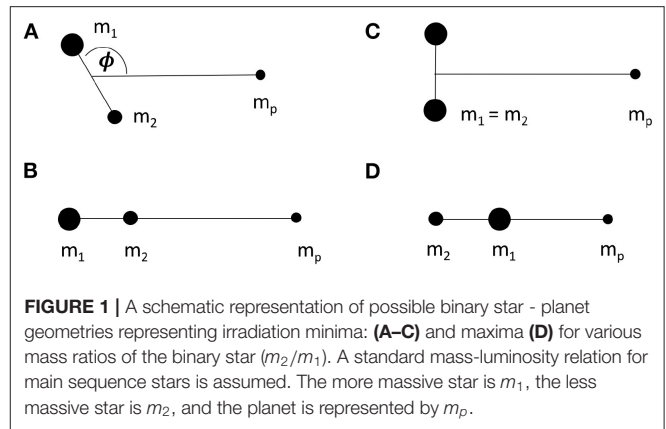 A
m₁
ϕ
m₂
mₚ
C
m₁ = m₂
mₚ
B
m₁
m₂
mₚ
D
m₂
m₁
mₚ
FIGURE 1 | A schematic representation of possible binary star - planet
geometries representing irradiation minima: (A–C) and maxima (D) for various
mass ratios of the binary star (m₂/m₁). A standard mass-luminosity relation for
main sequence stars is assumed. The more massive star is m₁, the less
massive star is m₂, and the planet is represented by mₚ.